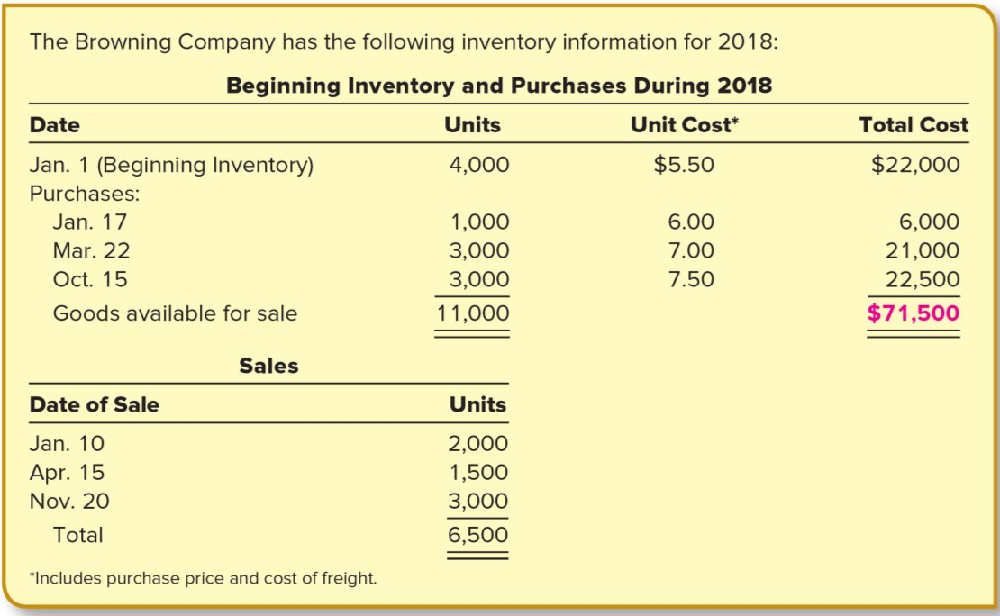 The Browning Company has the following inventory information for 2018:
Beginning Inventory and Purchases During 2018
Date Units Unit Cost* Total Cost
Jan. 1 (Beginning Inventory) 4,000 $5.50 $22,000
Purchases:
Jan. 17 1,000 6.00 6,000
Mar. 22 3,000 7.00 21,000
Oct. 15 3,000 7.50 22,500
Goods available for sale 11,000 $71,500
Sales
Date of Sale Units
Jan. 10 2,000
Apr. 15 1,500
Nov. 20 3,000
Total 6,500
*Includes purchase price and cost of freight.